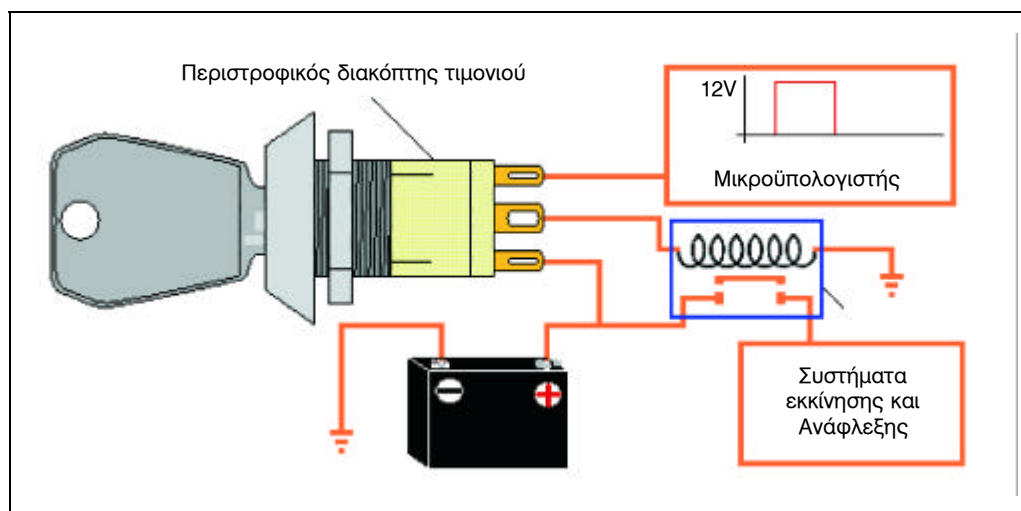 Περιστροφικός διακόπτης τιμονιού
12V
Μικροϋπολογιστής
Συστήματα
εκκίνησης και
Ανάφλεξης